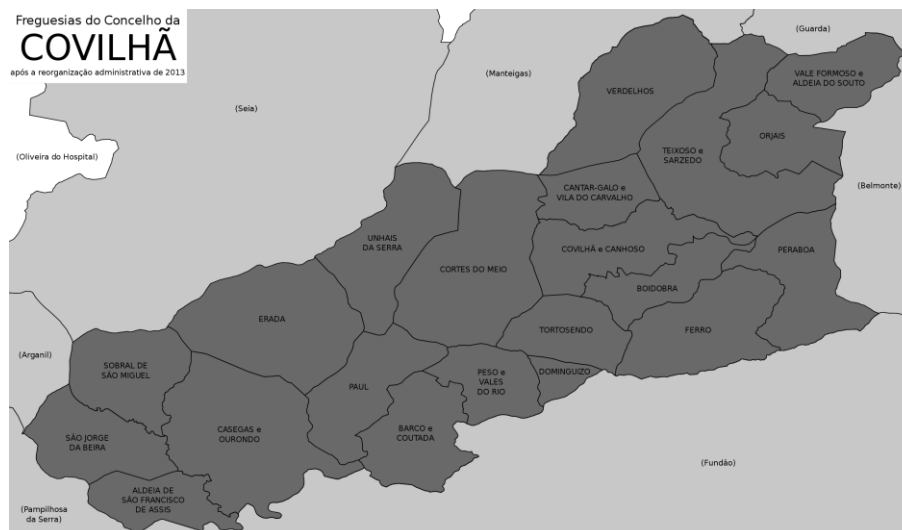 Freguesias do Concelho da
COVILHÃ
após a reorganização administrativa de 2013
(Guarda)
(Manteigas)
VALE FORMOSO e
ALDEIA DO SOUTO
VERDELHOS
(Seia)
ORJAIS
(Oliveira do Hospital)
TEIXOSO e
SARZEDO
(Belmonte)
CANTAR-GALO e
VILA DO CARVALHO
UNHAIS
DA SERRA
COVILHÃ e CANHOSO
PERABOA
CORTES DO MEIO
BOIDOBRA
ERADA
TORTOSENDO
FERRO
(Arganil)
SOBRAL DE
SÃO MIGUEL
PESO e
VALES
DO RIO
DOMINGUIZO
PAUL
CASEGAS e
OURONDO
BARCO e
COUTADA
SÃO JORGE
DA BEIRA
(Fundão)
ALDEIA DE
SÃO FRANCISCO
DE ASSIS
(Pampilhosa
da Serra)